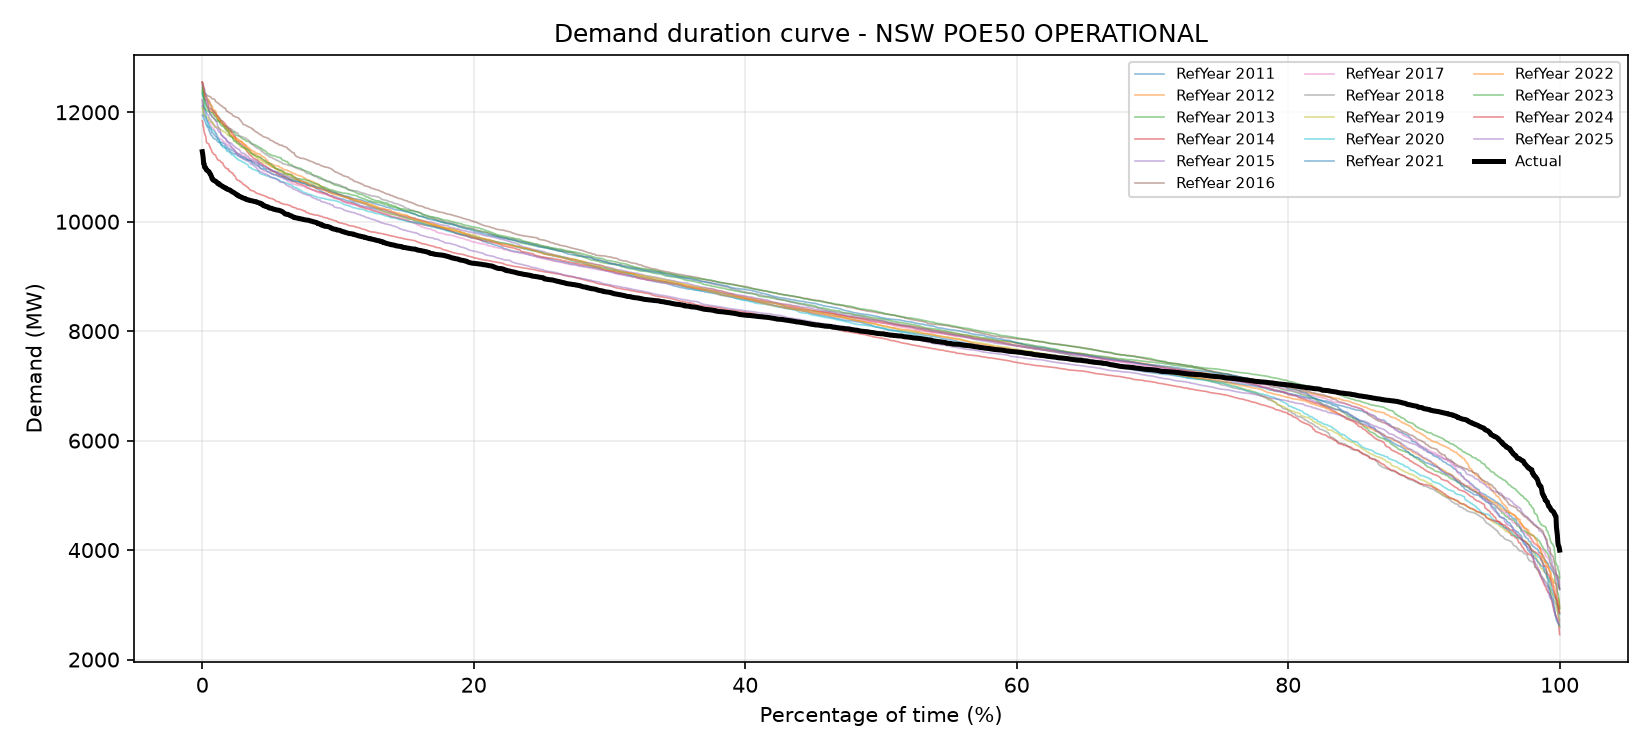 Demand duration curve - NSW POE50 OPERATIONAL
RefYear 2011
RefYear 2012
RefYear 2013
RefYear 2014
RefYear 2015
RefYear 2016
RefYear 2017
RefYear 2018
RefYear 2019
RefYear 2020
RefYear 2021
RefYear 2022
RefYear 2023
RefYear 2024
RefYear 2025
Actual
Demand (MW)
12000
10000
8000
6000
4000
2000
0 20 40 60 80 100
Percentage of time (%)